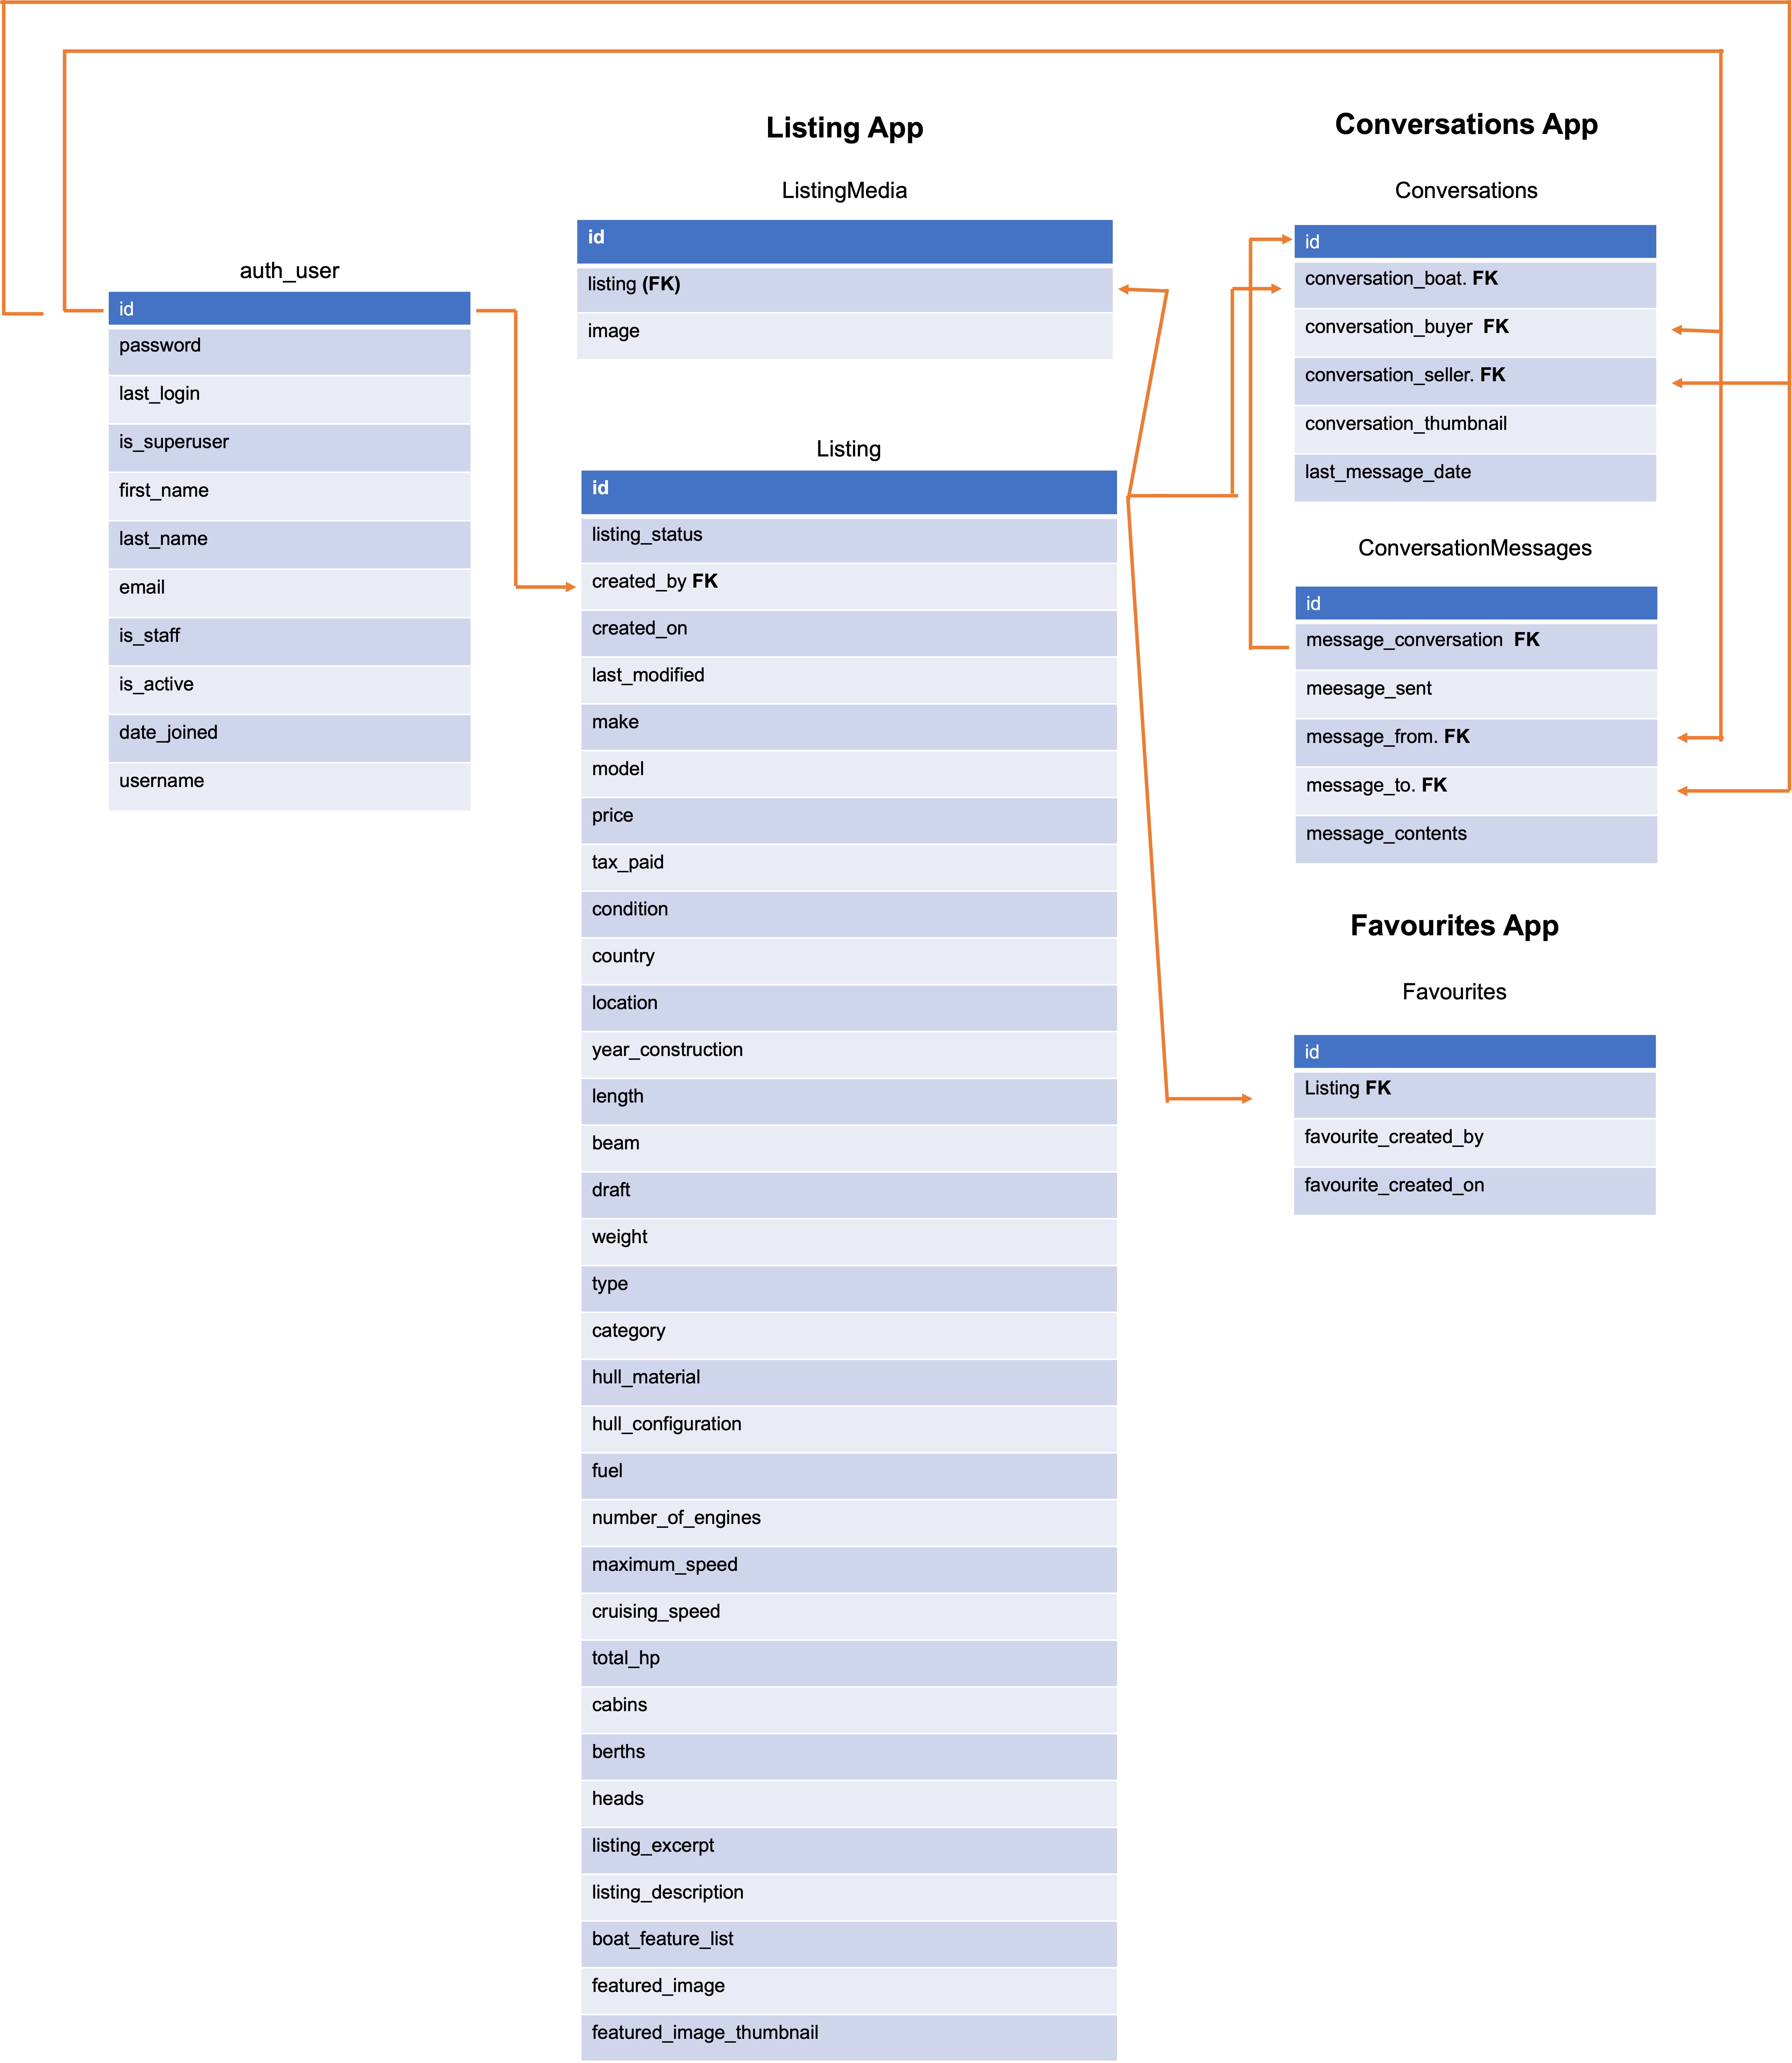 auth_user
id
password
last_login
is_superuser
first_name
last_name
email
is_staff
is_active
date_joined
username
Listing App
ListingMedia
id
listing (FK)
image
Listing
id
listing_status
created_by FK
created_on
last_modified
make
model
price
tax_paid
condition
country
location
year_construction
length
beam
draft
weight
type
category
hull_material
hull_configuration
fuel
number_of_engines
maximum_speed
cruising_speed
total_hp
cabins
berths
heads
listing_excerpt
listing_description
boat_feature_list
featured_image
featured_image_thumbnail
Conversations App
Conversations
id
conversation_boat. FK
conversation_buyer FK
conversation_seller. FK
conversation_thumbnail
last_message_date
ConversationMessages
id
message_conversation FK
meesage_sent
message_from. FK
message_to. FK
message_contents
Favourites App
Favourites
id
Listing FK
favourite_created_by
favourite_created_on